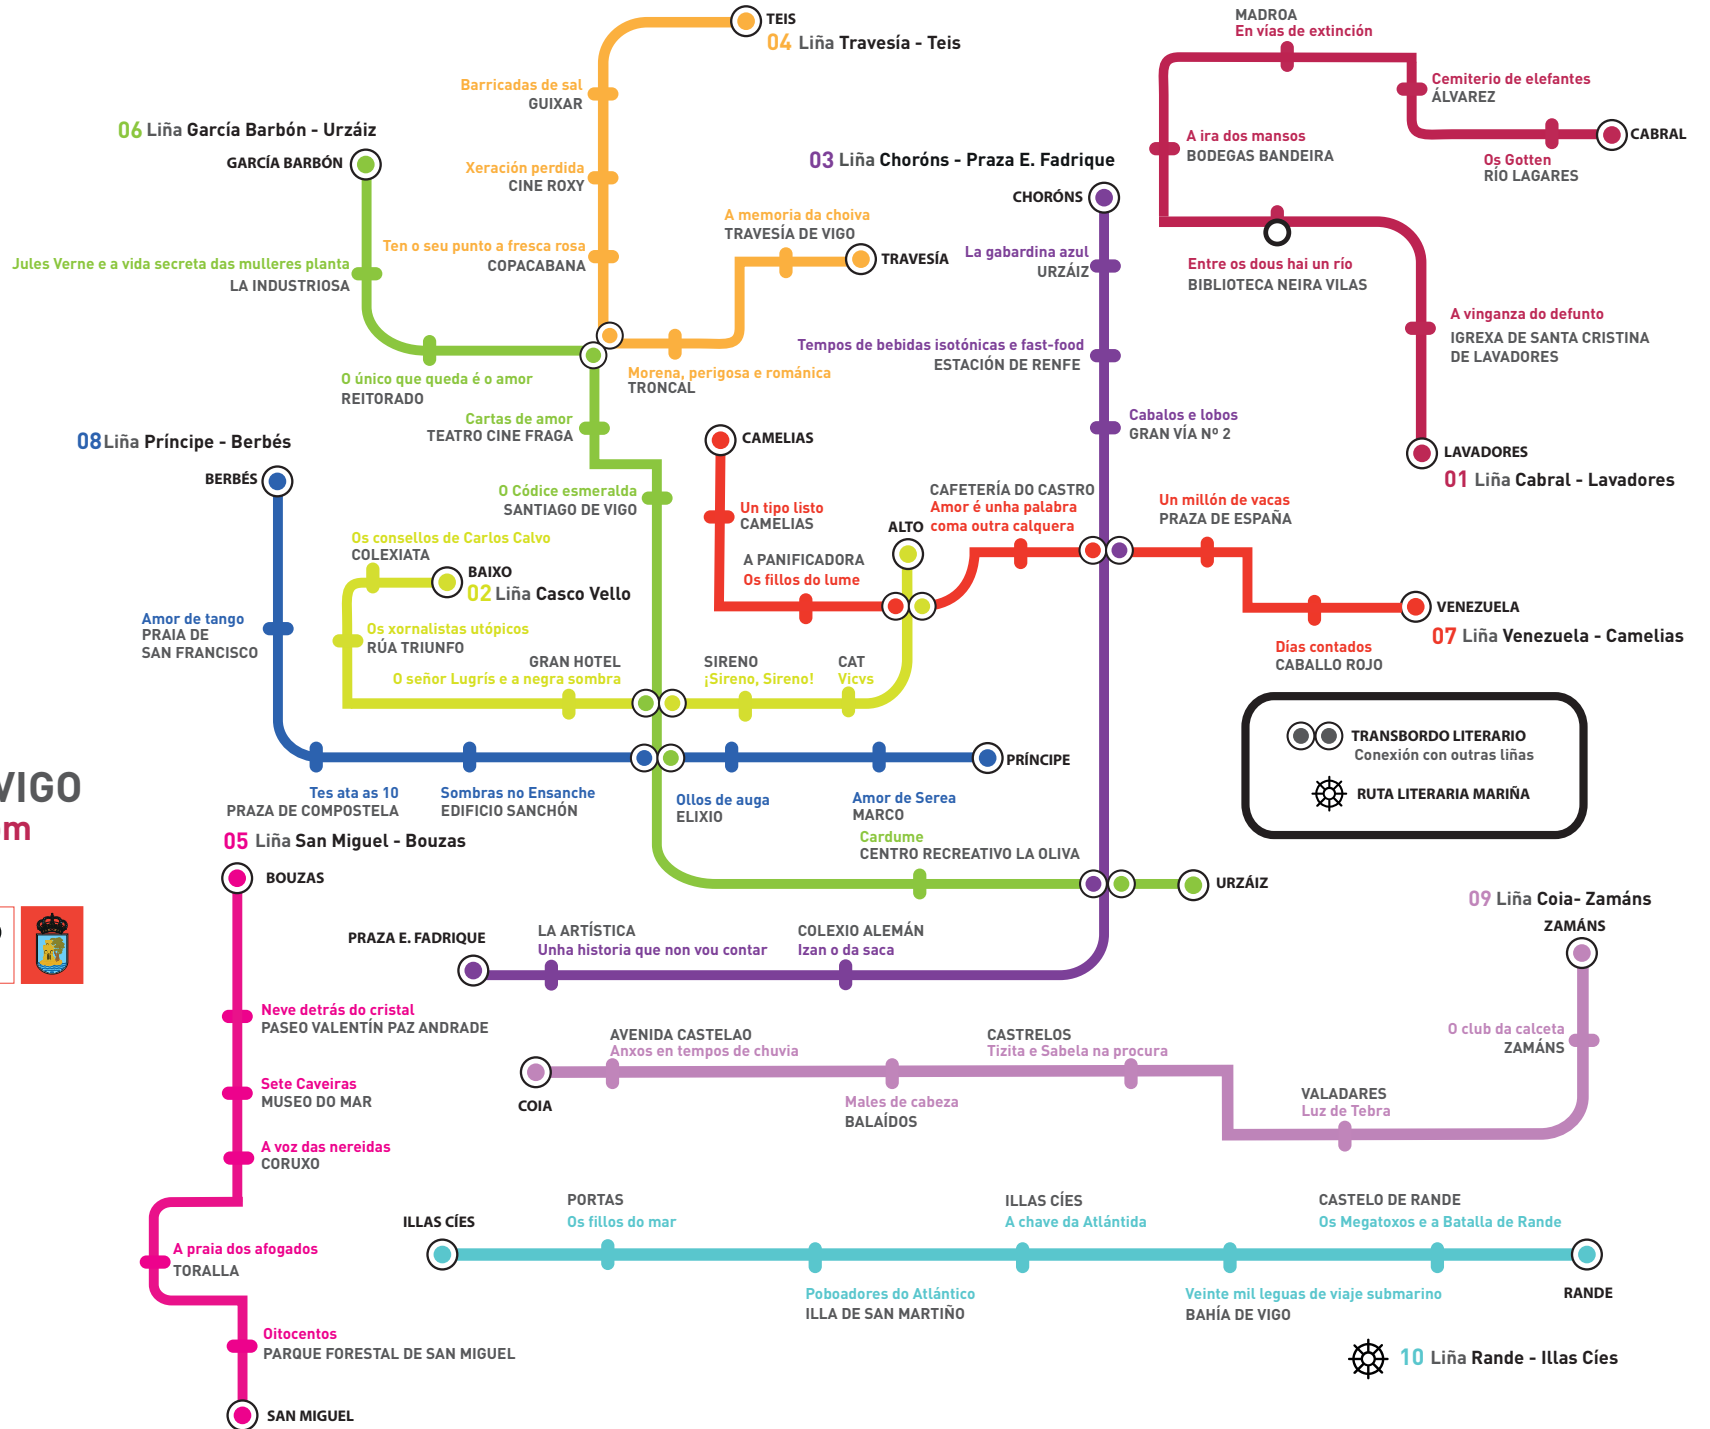 TEIS
04 Liña Travesía - Teis
Barricadas de sal
GUIXAR
Xeración perdida
CINE ROXY
Ten o seu punto a fresca rosa
COPACABANA
A memoria da choiva
TRAVESÍA DE VIGO
TRAVESÍA
Morena, perigosa e románica
TRONCAL
MADROA
En vías de extinción
Cemiterio de elefantes
ÁLVAREZ
CABRAL
Os Gotten
RÍO LAGARES
A ira dos mansos
BODEGAS BANDEIRA
Entre os dous hai un río
BIBLIOTECA NEIRA VILAS
A vinganza do defunto
IGREXA DE SANTA CRISTINA
DE LAVADORES
LAVADORES
01 Liña Cabral - Lavadores
06 Liña García Barbón - Urzáiz
GARCÍA BARBÓN
Jules Verne e a vida secreta das mulleres planta
LA INDUSTRIOSA
O único que queda é o amor
REITORADO
Cartas de amor
TEATRO CINE FRAGA
O Códice esmeralda
SANTIAGO DE VIGO
03 Liña Choróns - Praza E. Fadrique
CHORÓNS
La gabardina azul
URZÁIZ
Tempos de bebidas isotónicas e fast-food
ESTACIÓN DE RENFE
Cabalos e lobos
GRAN VÍA Nº 2
08 Liña Príncipe - Berbés
BERBÉS
Amor de tango
PRAIA DE
SAN FRANCISCO
Os consellos de Carlos Calvo
COLEXIATA
BAIXO
02 Liña Casco Vello
Os xornalistas utópicos
RÚA TRIUNFO
GRAN HOTEL
O señor Lugrís e a negra sombra
SIRENO
¡Sireno, Sireno!
CAT
Vicvs
ALTO
CAMELIAS
Un tipo listo
CAMELIAS
A PANIFICADORA
Os fillos do lume
CAFETERÍA DO CASTRO
Amor é unha palabra
coma outra calquera
Un millón de vacas
PRAZA DE ESPAÑA
VENEZUELA
07 Liña Venezuela - Camelias
Días contados
CABALLO ROJO
TRANSBORDO LITERARIO
Conexión con outras liñas
RUTA LITERARIA MARIÑA
PRÍNCIPE
Tes ata as 10
PRAZA DE COMPOSTELA
Sombras no Ensanche
EDIFICIO SANCHÓN
Ollos de auga
ELIXIO
Amor de Serea
MARCO
Cardume
CENTRO RECREATIVO LA OLIVA
URZÁIZ
VIGO
om
05 Liña San Miguel - Bouzas
BOUZAS
Neve detrás do cristal
PASEO VALENTÍN PAZ ANDRADE
Sete Caveiras
MUSEO DO MAR
A voz das nereidas
CORUXO
A praia dos afogados
TORALLA
Oitocentos
PARQUE FORESTAL DE SAN MIGUEL
SAN MIGUEL
PRAZA E. FADRIQUE
LA ARTÍSTICA
Unha historia que non vou contar
COLEXIO ALEMÁN
Izan o da saca
09 Liña Coia- Zamáns
ZAMÁNS
O club da calceta
ZAMÁNS
AVENIDA CASTELAO
Anxos en tempos de chuvia
CASTRELOS
Tizita e Sabela na procura
COIA
Males de cabeza
BALAÍDOS
VALADARES
Luz de Tebra
ILLAS CÍES
PORTAS
Os fillos do mar
ILLAS CÍES
A chave da Atlántida
CASTELO DE RANDE
Os Megatoxos e a Batalla de Rande
Poboadores do Atlántico
ILLA DE SAN MARTIÑO
Veinte mil leguas de viaje submarino
BAHÍA DE VIGO
RANDE
10 Liña Rande - Illas Cíes